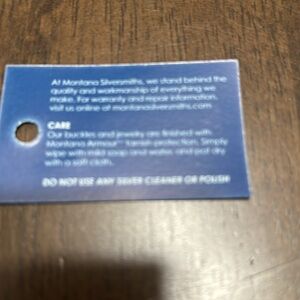 At Montana Silversmiths, we stand behind the
quality and workmanship of everything we
make. For warranty and repair information,
visit us online at montanasilversmiths.com
CARE
Our buckles and jewelry are finished with
Montana Armour™ tarnish protection. Simply
wipe with mild soap and water, and pat dry
with a soft cloth.
DO NOT USE ANY SILVER CLEANER OR POLISH